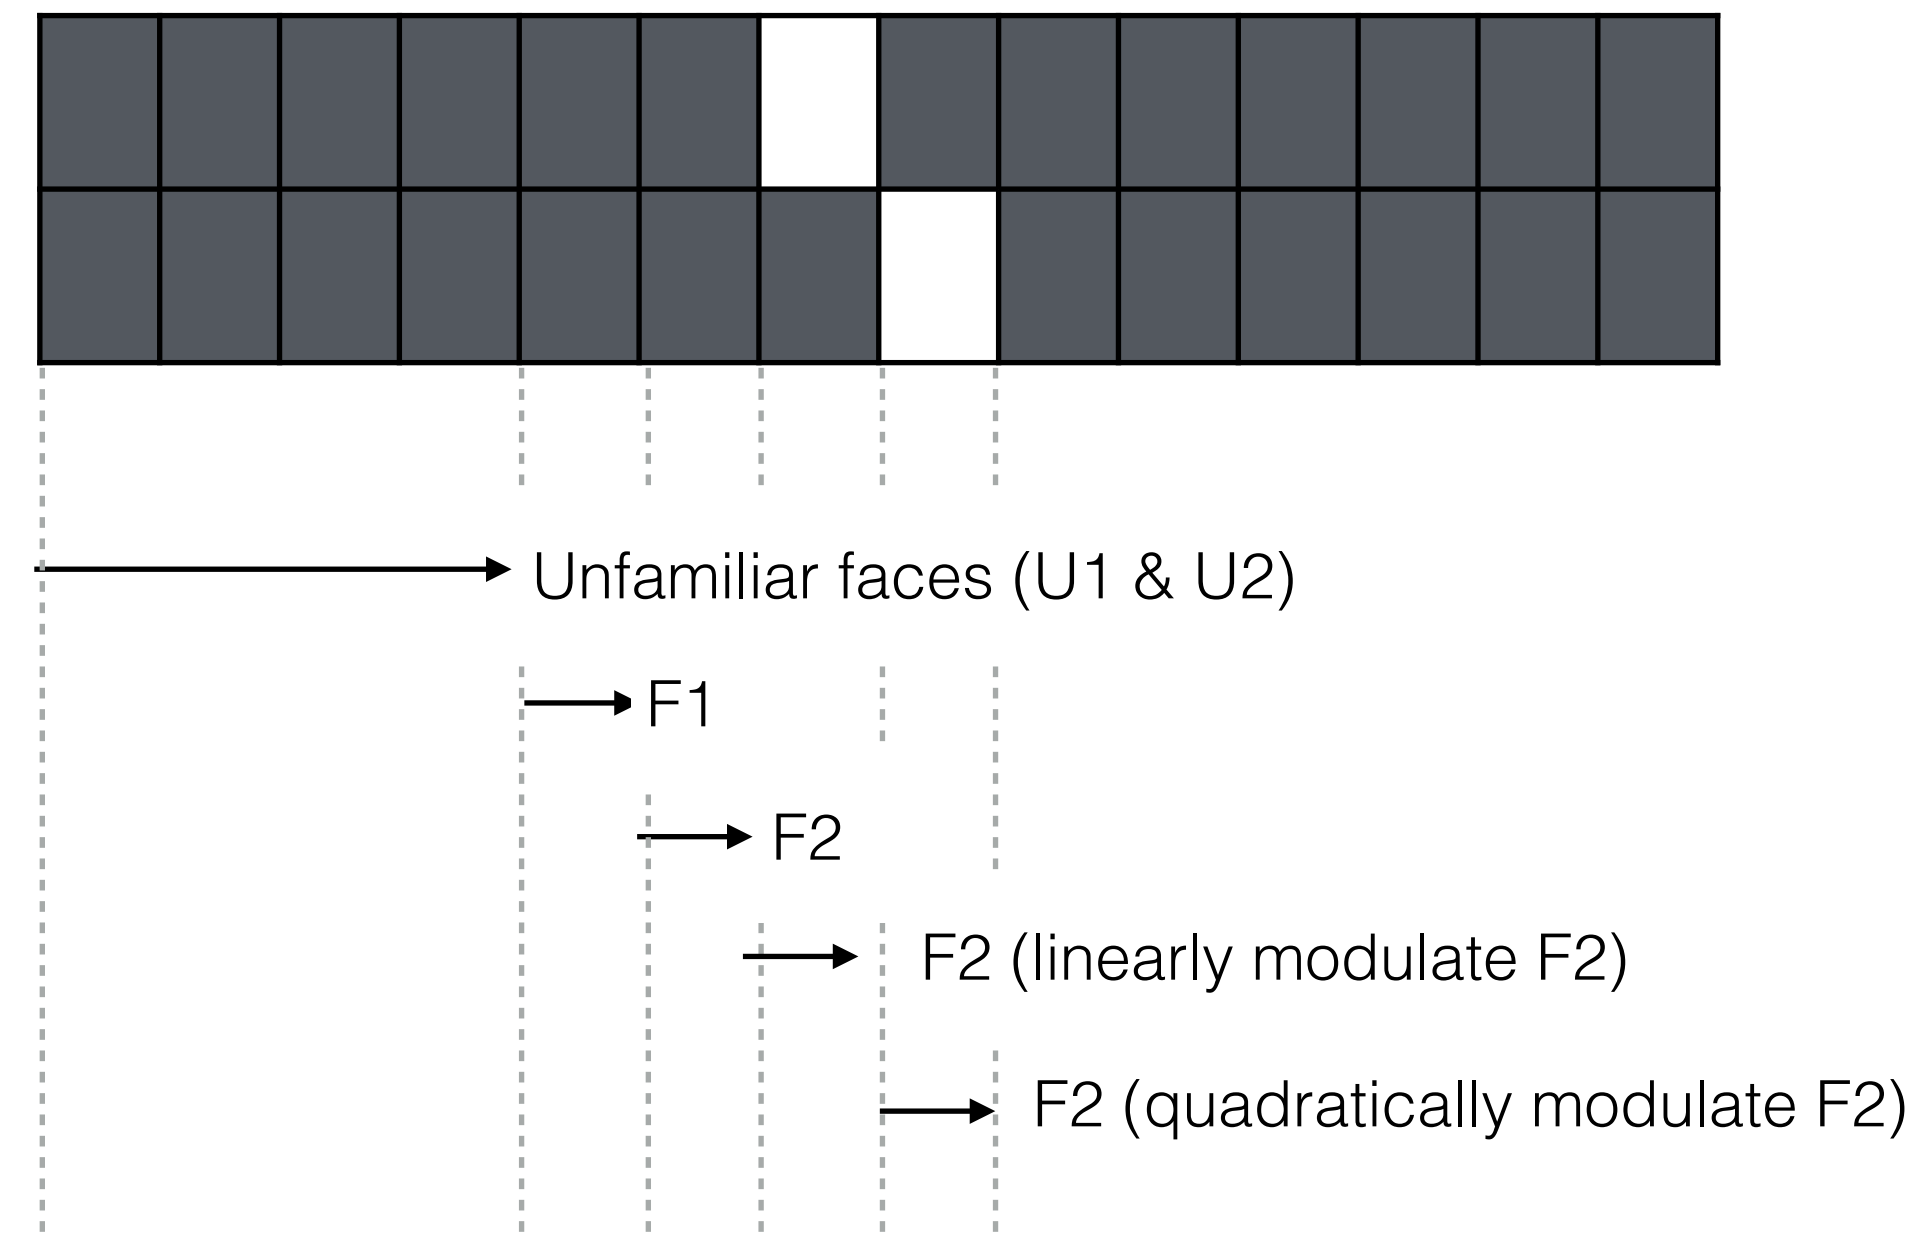 Unfamiliar faces (U1 & U2)
F1
F2
F2 (linearly modulate F2)
F2 (quadratically modulate F2)